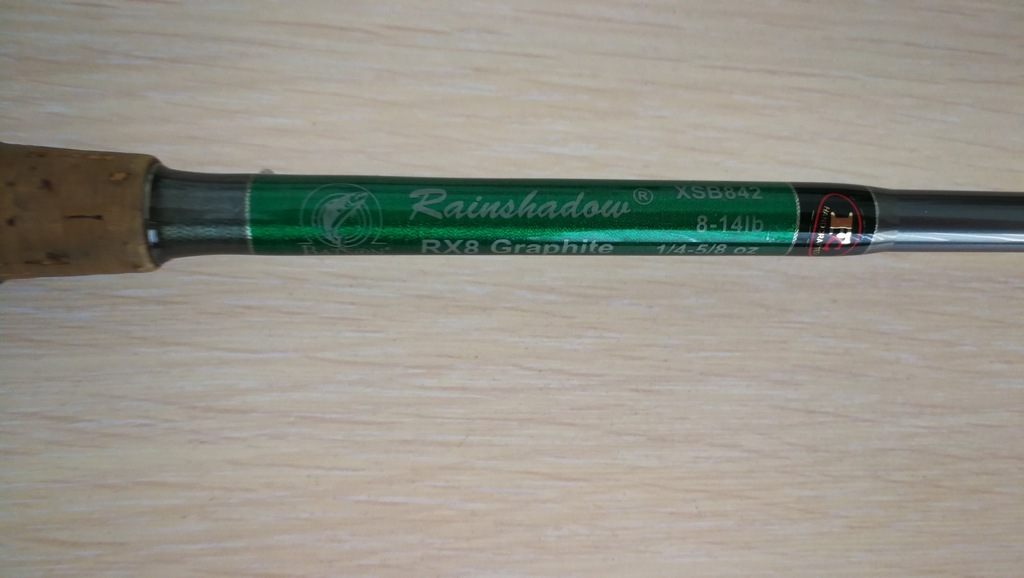 Rainshadow®
RX8 Graphite
XSB842
8-14lb
1/4-5/8 oz